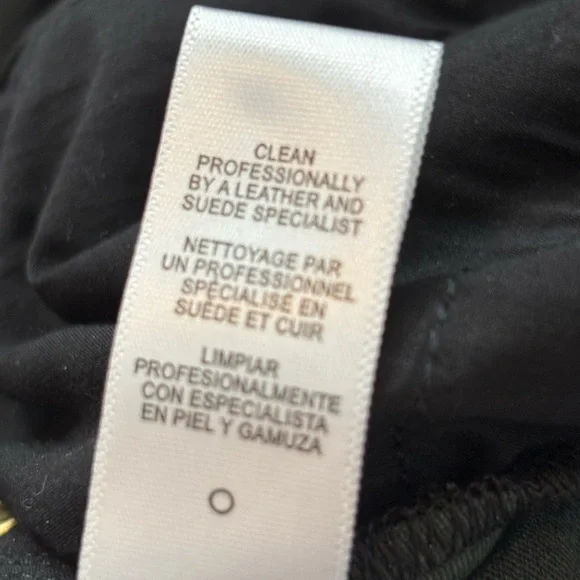 CLEAN
PROFESSIONALLY
BY A LEATHER AND
SUEDE SPECIALIST
NETTOYAGE PAR
UN PROFESSIONNEL
SPÉCIALISÉ EN
SUÈDE ET CUIR
LIMPIAR
PROFESIONALMENTE
CON ESPECIALISTA
EN PIEL Y GAMUZA